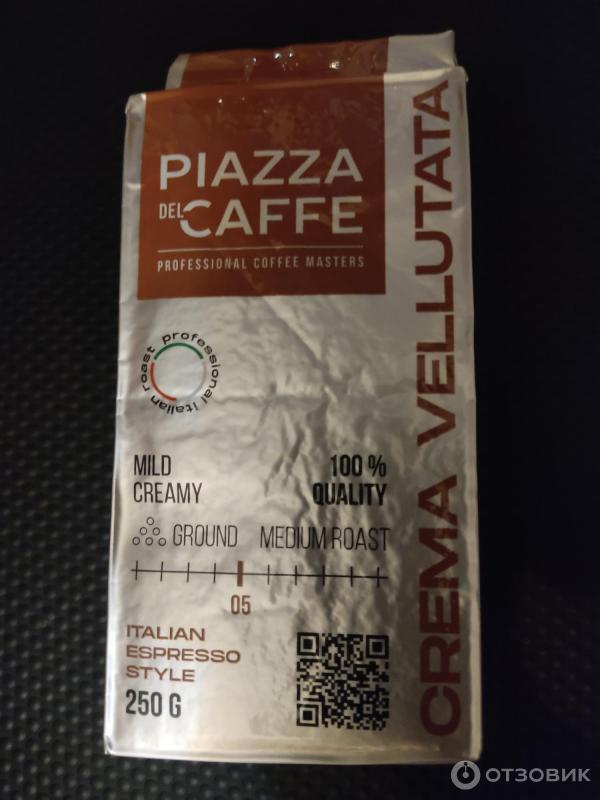 PIAZZA
DEL CAFFE
PROFESSIONAL COFFEE MASTERS
CREMA VELLUTATA
professional italian roast
MILD
CREAMY
100 %
QUALITY
GROUND
MEDIUM ROAST
05
ITALIAN
ESPRESSO
STYLE
250 G
ОТЗОВИК